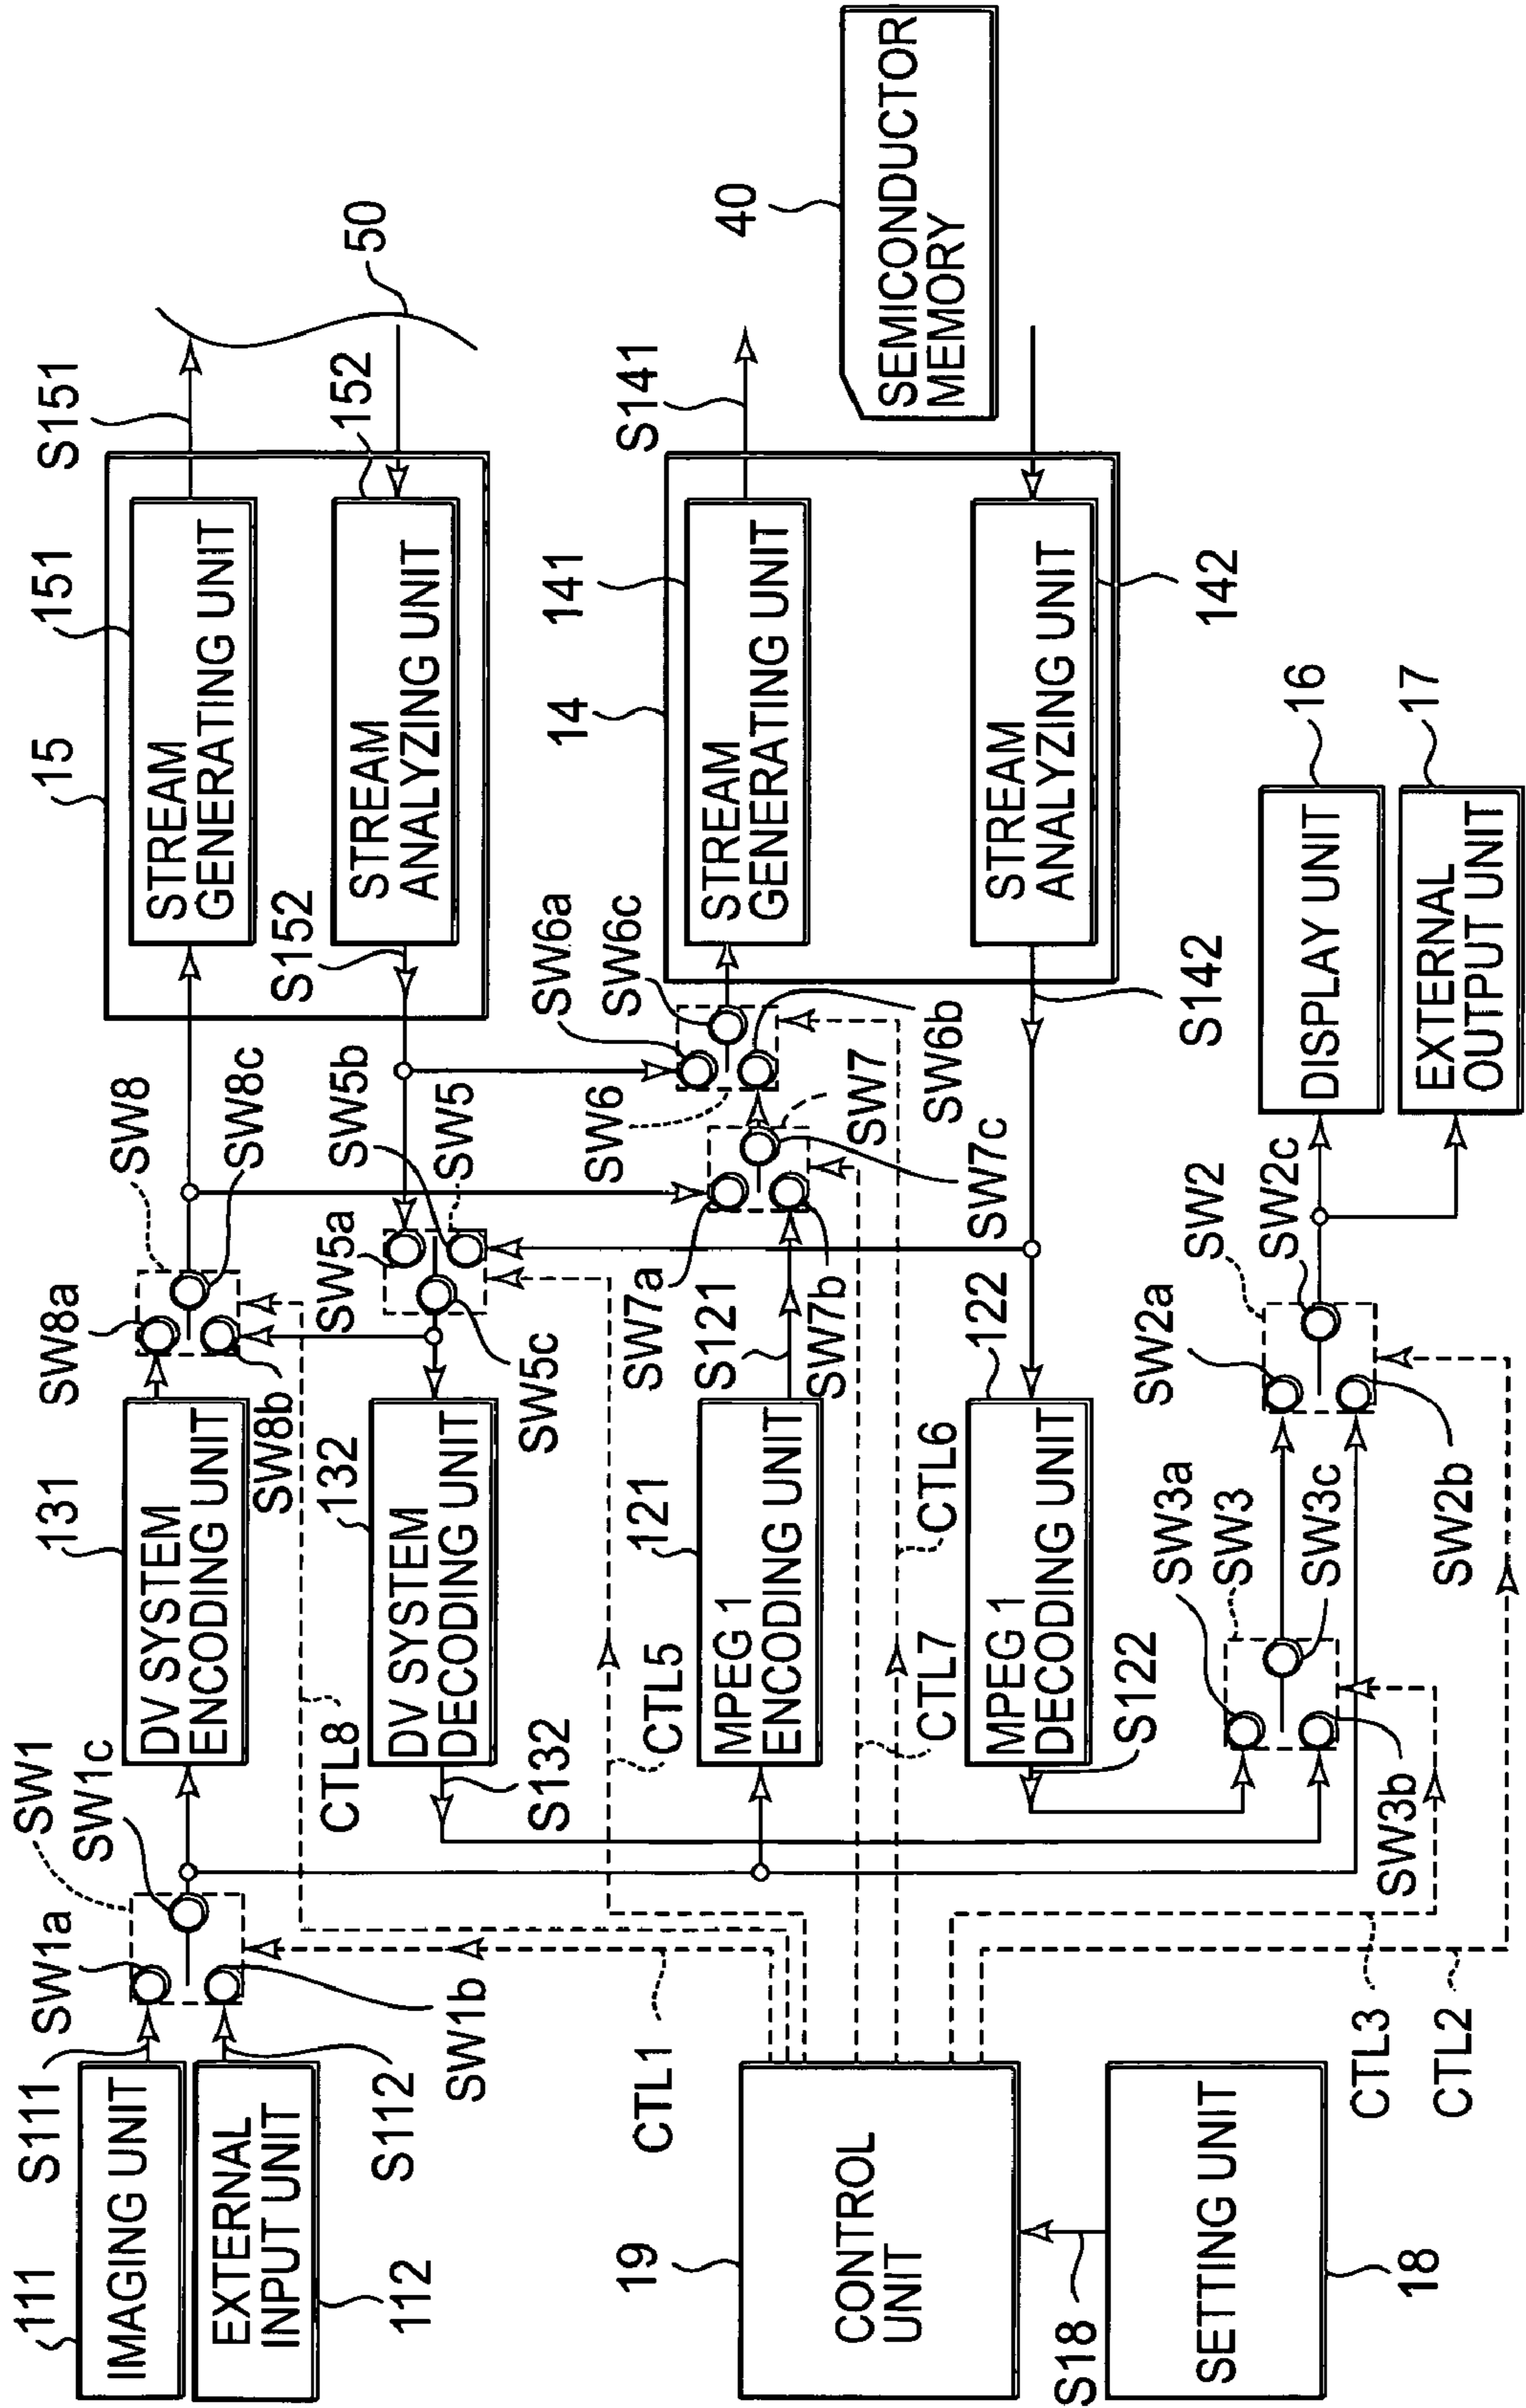 111
IMAGING UNIT
S111
SW1a
SW1
SW1c
EXTERNAL
INPUT UNIT
112
S112
SW1b
131
DV SYSTEM
ENCODING UNIT
SW8a
SW8
SW8c
SW8b
15
151
STREAM
GENERATING UNIT
S151
STREAM
ANALYZING UNIT
152
S152
50
CTL8
132
DV SYSTEM
DECODING UNIT
S132
SW5a
SW5b
SW5
SW5c
CTL5
121
MPEG 1
ENCODING UNIT
S121
SW7a
SW7b
SW7
SW7c
SW6
SW6a
SW6c
SW6b
14
141
STREAM
GENERATING UNIT
S141
STREAM
ANALYZING UNIT
142
S142
40
SEMICONDUCTOR
MEMORY
CTL6
CTL7
122
MPEG 1
DECODING UNIT
S122
SW3a
SW3
SW3c
SW3b
SW2a
SW2
SW2c
SW2b
DISPLAY UNIT
16
EXTERNAL
OUTPUT UNIT
17
19
CONTROL
UNIT
CTL1
S18
SETTING UNIT
18
CTL3
CTL2